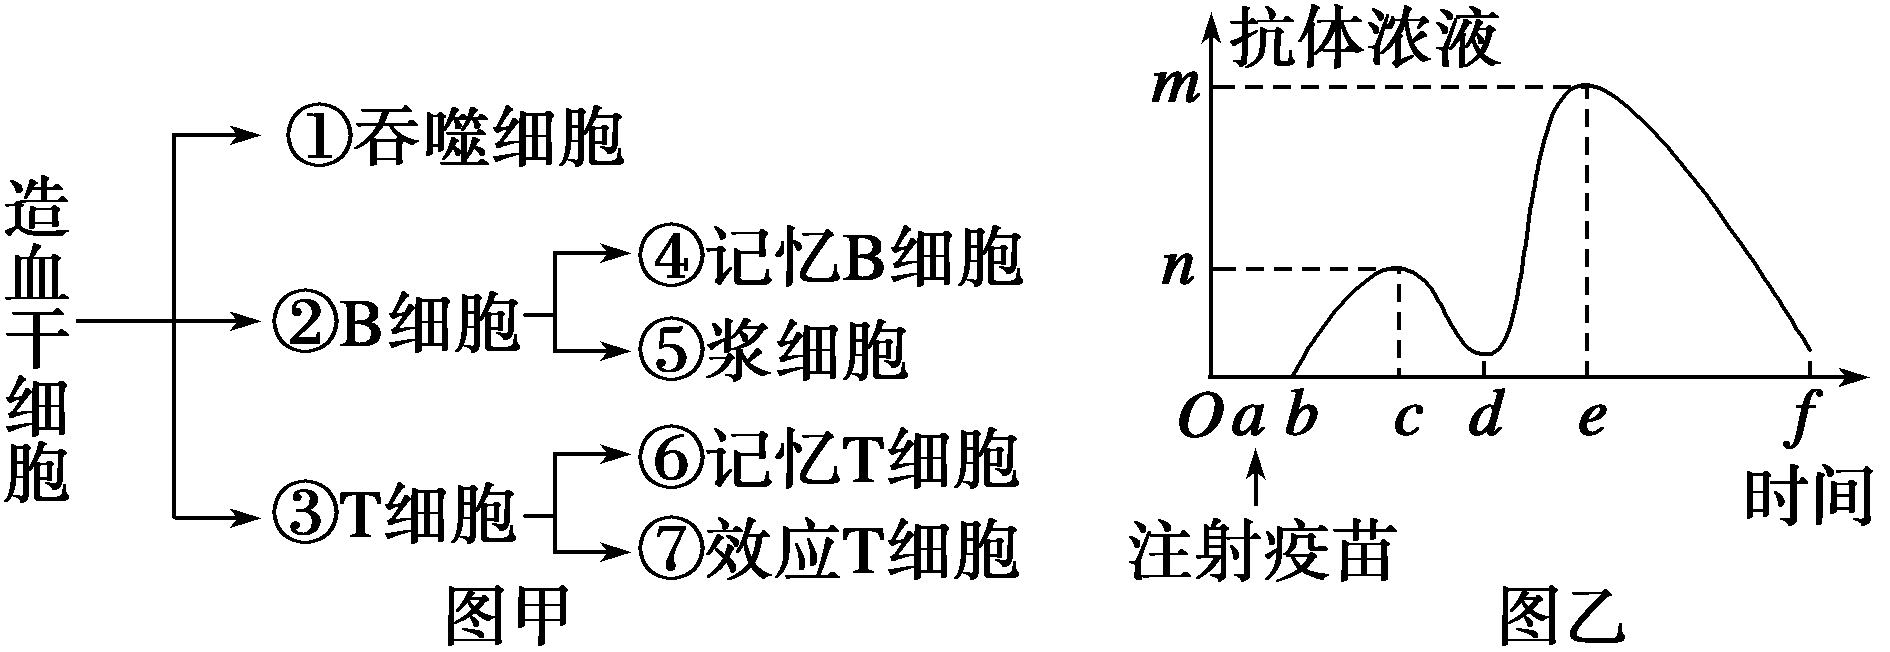 造血干细胞
①吞噬细胞
②B细胞
③T细胞
④记忆B细胞
⑤浆细胞
⑥记忆T细胞
⑦效应T细胞
图甲
抗体浓液
m
n
O a b c d e f
时间
注射疫苗
图乙